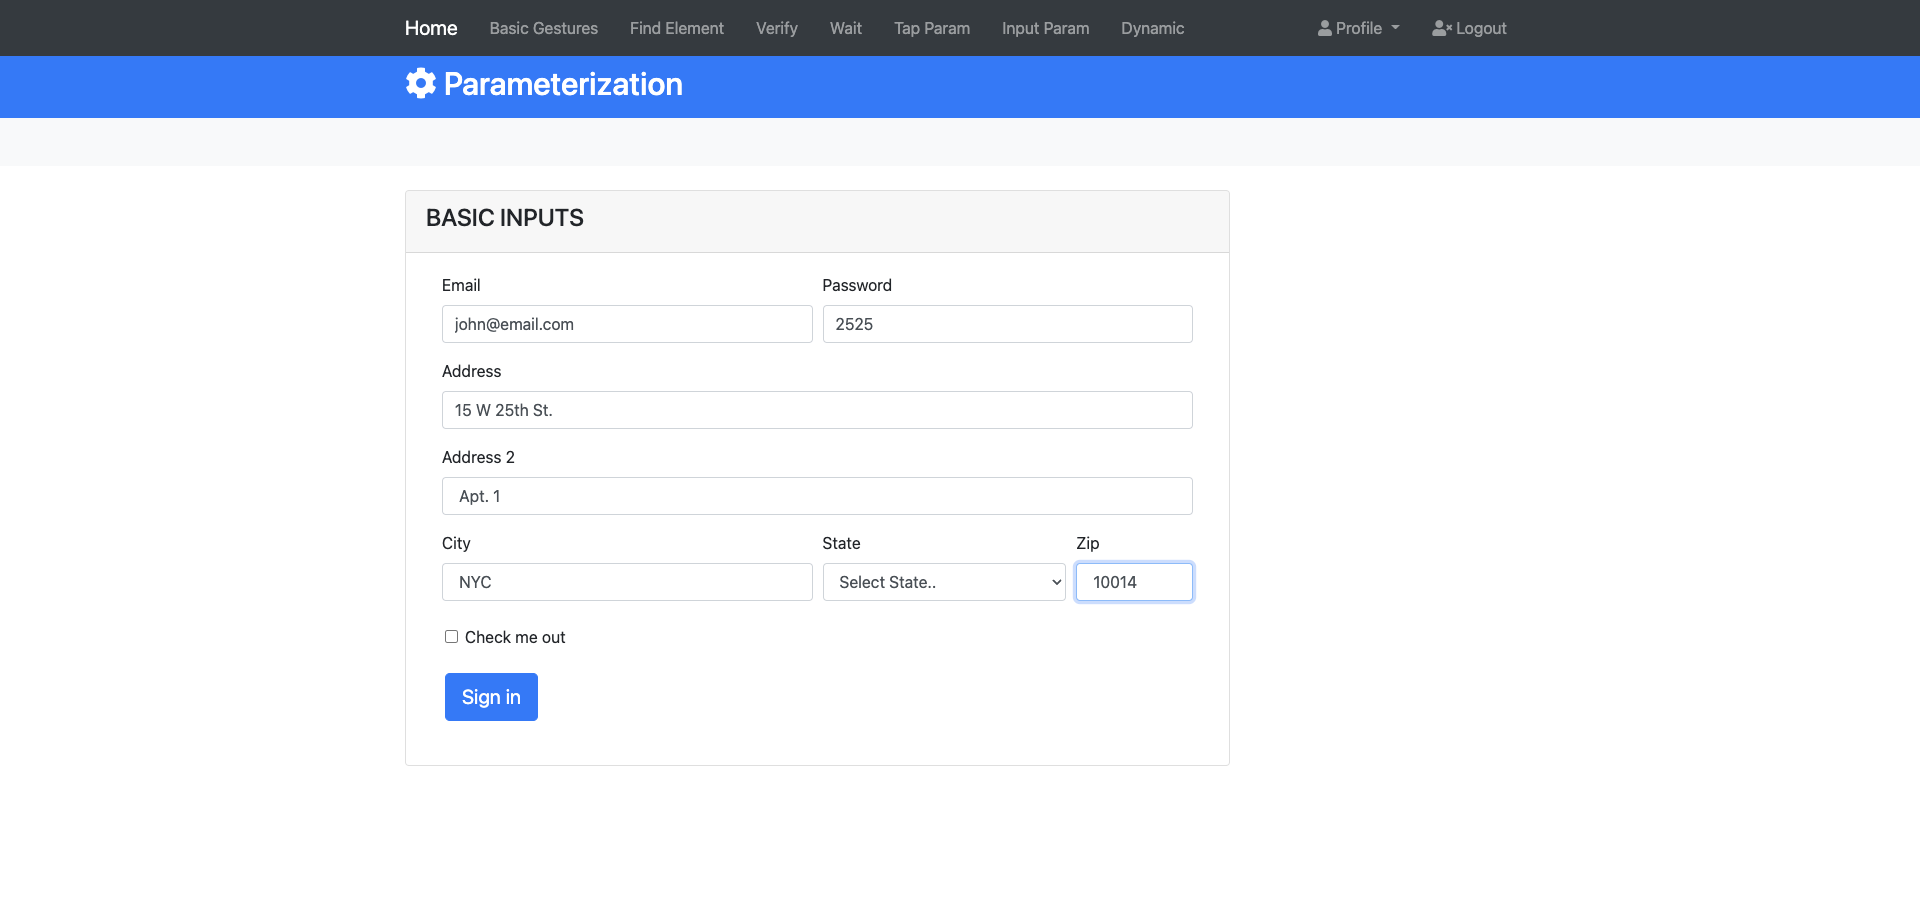 Home Basic Gestures Find Element Verify Wait Tap Param Input Param Dynamic Profile Logout
Parameterization
BASIC INPUTS
Email Password
john@email.com 2525
Address
15 W 25th St.
Address 2
Apt. 1
City State Zip
NYC Select State.. 10014
Check me out
Sign in